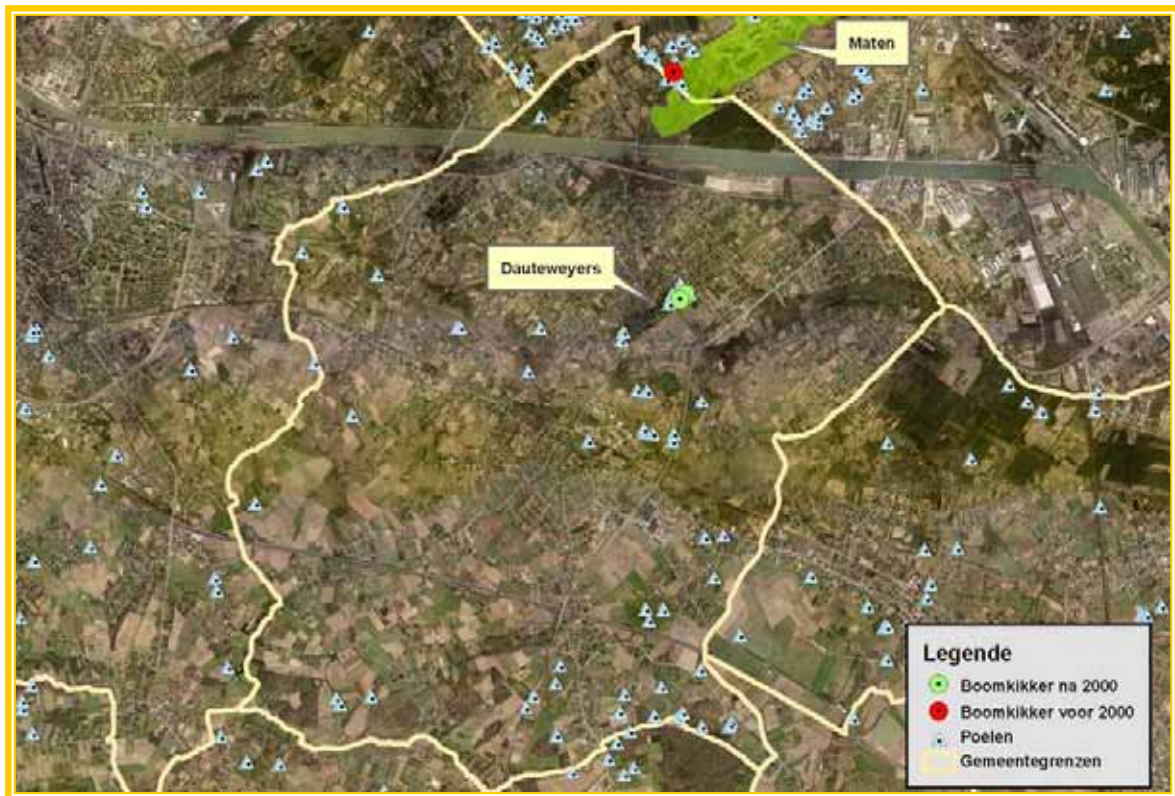 Maten
Dauteweyers
Legende
Boomkikker na 2000
Boomkikker voor 2000
Poelen
Gemeentegrenzen